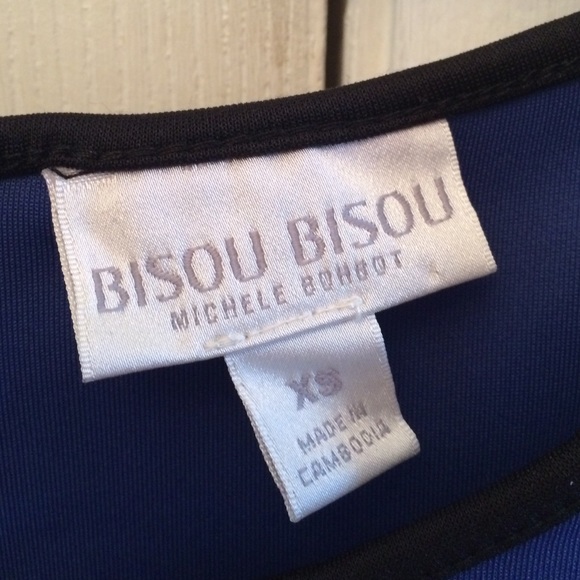 BISOU BISOU
MICHELE BOHBOT
XS
MADE IN
CAMBODIA